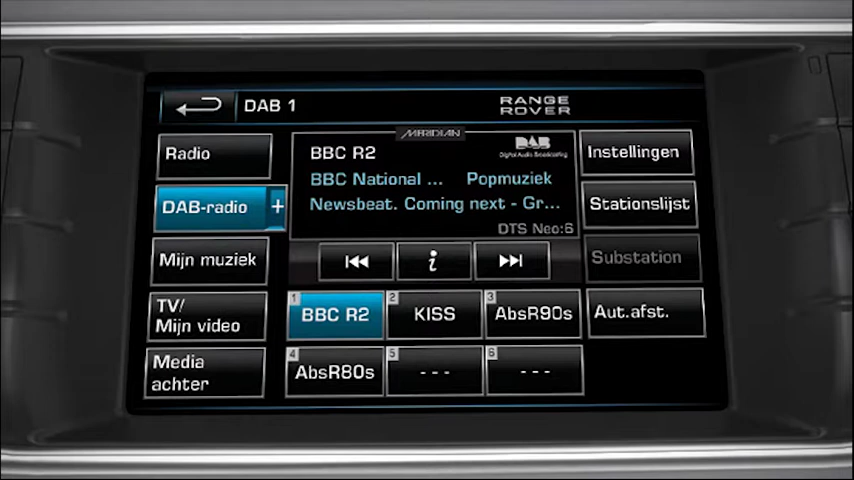 DAB 1
RANGE
ROVER
Radio
DAB-radio +
Mijn muziek
TV/
Mijn video
Media
achter
MERIDIAN
BBC R2
DAB
Digital Audio Broadcasting
BBC National ... Popmuziek
Newsbeat. Coming next - Gr...
DTS Neo:6
i
1 BBC R2
2 KISS
3 AbsR90s
4 AbsR80s
5 ---
6 ---
Instellingen
Stationslijst
Substation
Aut.afst.